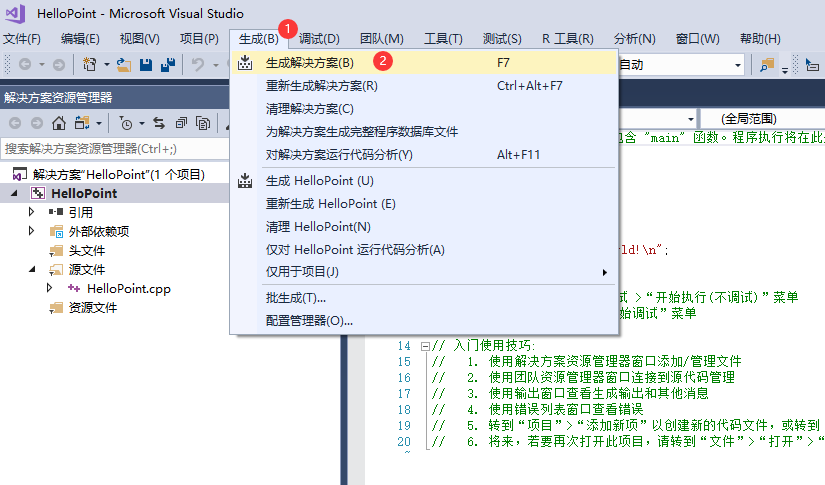 HelloPoint - Microsoft Visual Studio
文件(F) 编辑(E) 视图(V) 项目(P) 生成(B) 1 调试(D) 团队(M) 工具(T) 测试(S) R 工具(R) 分析(N) 窗口(W) 帮助(H)
自动
解决方案资源管理器
搜索解决方案资源管理器(Ctrl+;)
解决方案"HelloPoint"(1 个项目)
HelloPoint
引用
外部依赖项
头文件
源文件
HelloPoint.cpp
资源文件
生成解决方案(B) 2 F7
重新生成解决方案(R) Ctrl+Alt+F7
清理解决方案(C)
为解决方案生成完整程序数据库文件
对解决方案运行代码分析(Y) Alt+F11
生成 HelloPoint (U)
重新生成 HelloPoint (E)
清理 HelloPoint(N)
仅对 HelloPoint 运行代码分析(A)
仅用于项目(J)
批生成(T)...
配置管理器(O)...
(全局范围)
包含 "main" 函数。程序执行将在此
ld!\n";
试 >“开始执行(不调试)”菜单
始调试”菜单
14 // 入门使用技巧:
15 // 1. 使用解决方案资源管理器窗口添加/管理文件
16 // 2. 使用团队资源管理器窗口连接到源代码管理
17 // 3. 使用输出窗口查看生成输出和其他消息
18 // 4. 使用错误列表窗口查看错误
19 // 5. 转到“项目”>“添加新项”以创建新的代码文件，或转到
20 // 6. 将来，若要再次打开此项目，请转到“文件”>“打开”>“